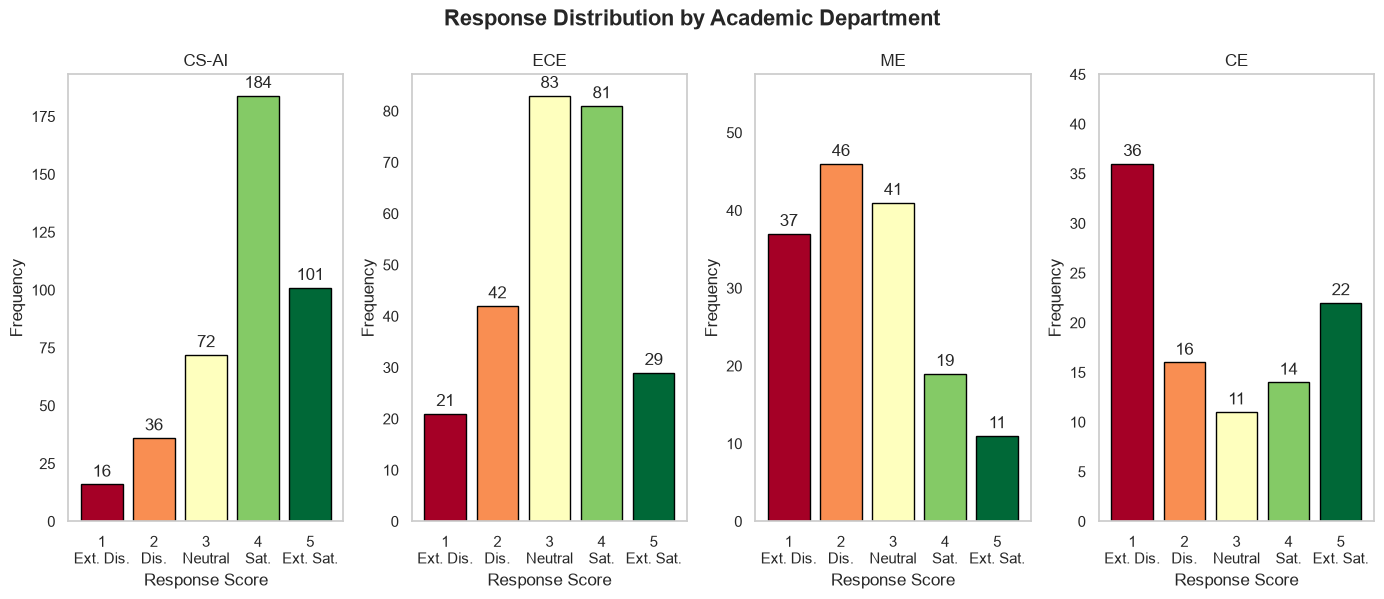 Response Distribution by Academic Department
CS-AI
Frequency
175
150
125
100
75
50
25
0
16
36
72
184
101
1
2
3
4
5
Ext. Dis.
Dis.
Neutral
Sat.
Ext. Sat.
Response Score
ECE
Frequency
80
70
60
50
40
30
20
10
0
21
42
83
81
29
1
2
3
4
5
Ext. Dis.
Dis.
Neutral
Sat.
Ext. Sat.
Response Score
ME
Frequency
50
40
30
20
10
0
37
46
41
19
11
1
2
3
4
5
Ext. Dis.
Dis.
Neutral
Sat.
Ext. Sat.
Response Score
CE
Frequency
45
40
35
30
25
20
15
10
5
0
36
16
11
14
22
1
2
3
4
5
Ext. Dis.
Dis.
Neutral
Sat.
Ext. Sat.
Response Score